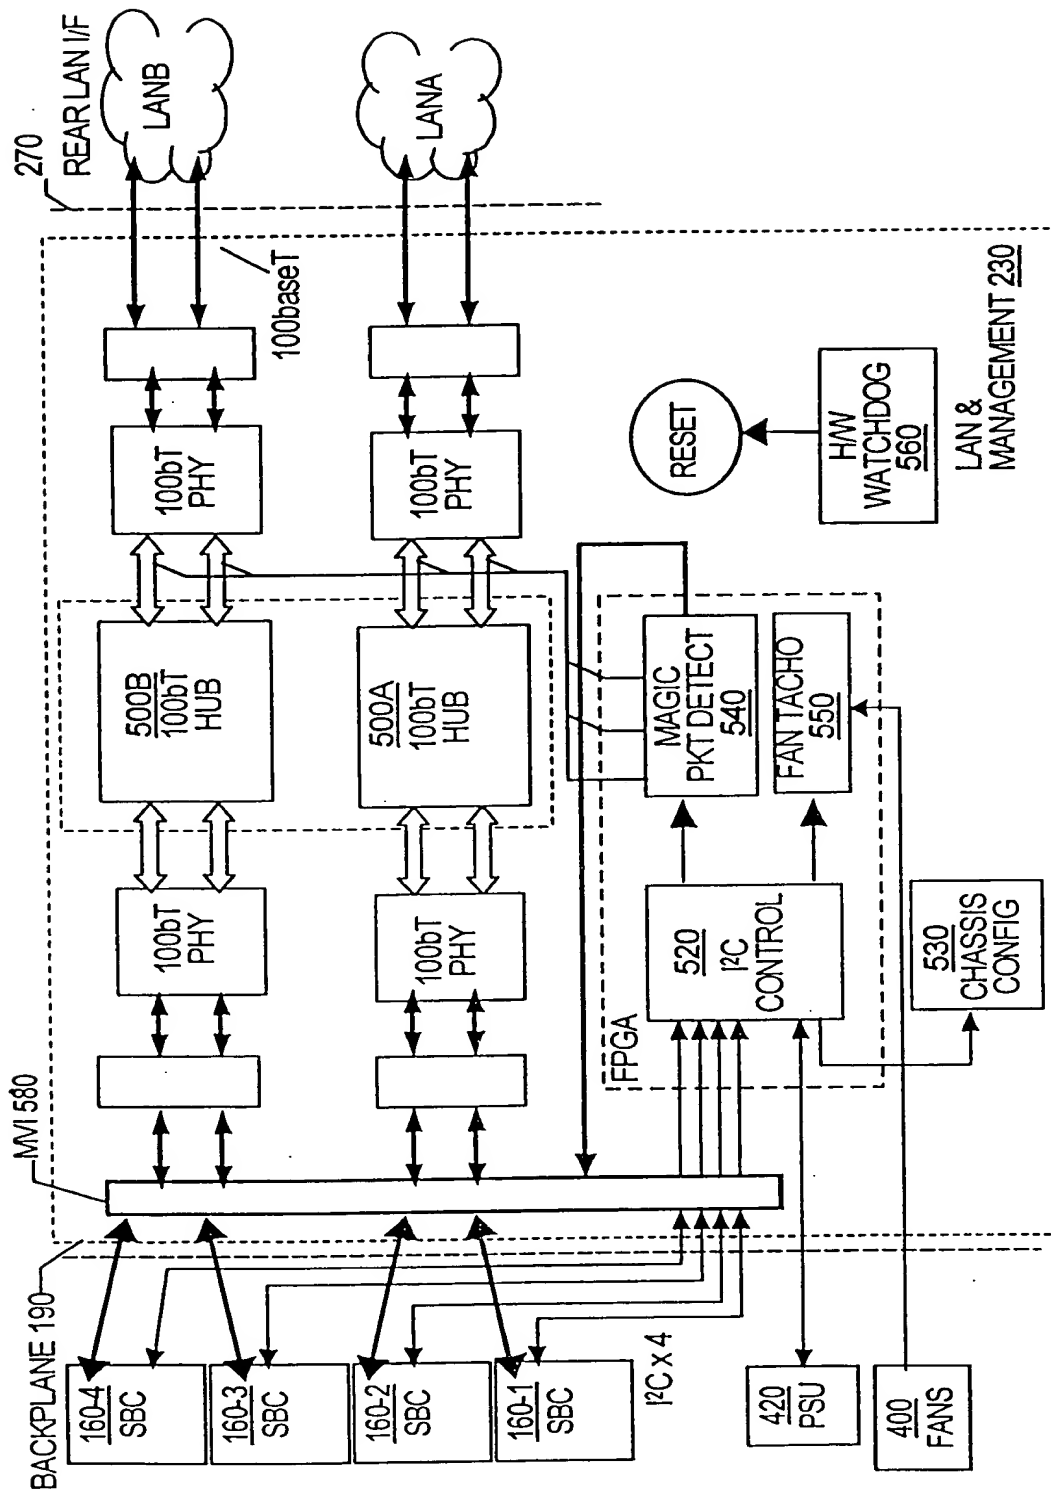 BACKPLANE 190
MVI 580
270
REAR LAN I/F
160-4
SBC
160-3
SBC
160-2
SBC
160-1
SBC
I²C x 4
100bT
PHY
500B
100bT
HUB
100bT
PHY
100baseT
LANB
100bT
PHY
500A
100bT
HUB
100bT
PHY
LANA
FPGA
520
I²C
CONTROL
MAGIC
PKT DETECT
540
FAN TACHO
550
RESET
H/W
WATCHDOG
560
LAN &
MANAGEMENT 230
530
CHASSIS
CONFIG
420
PSU
400
FANS